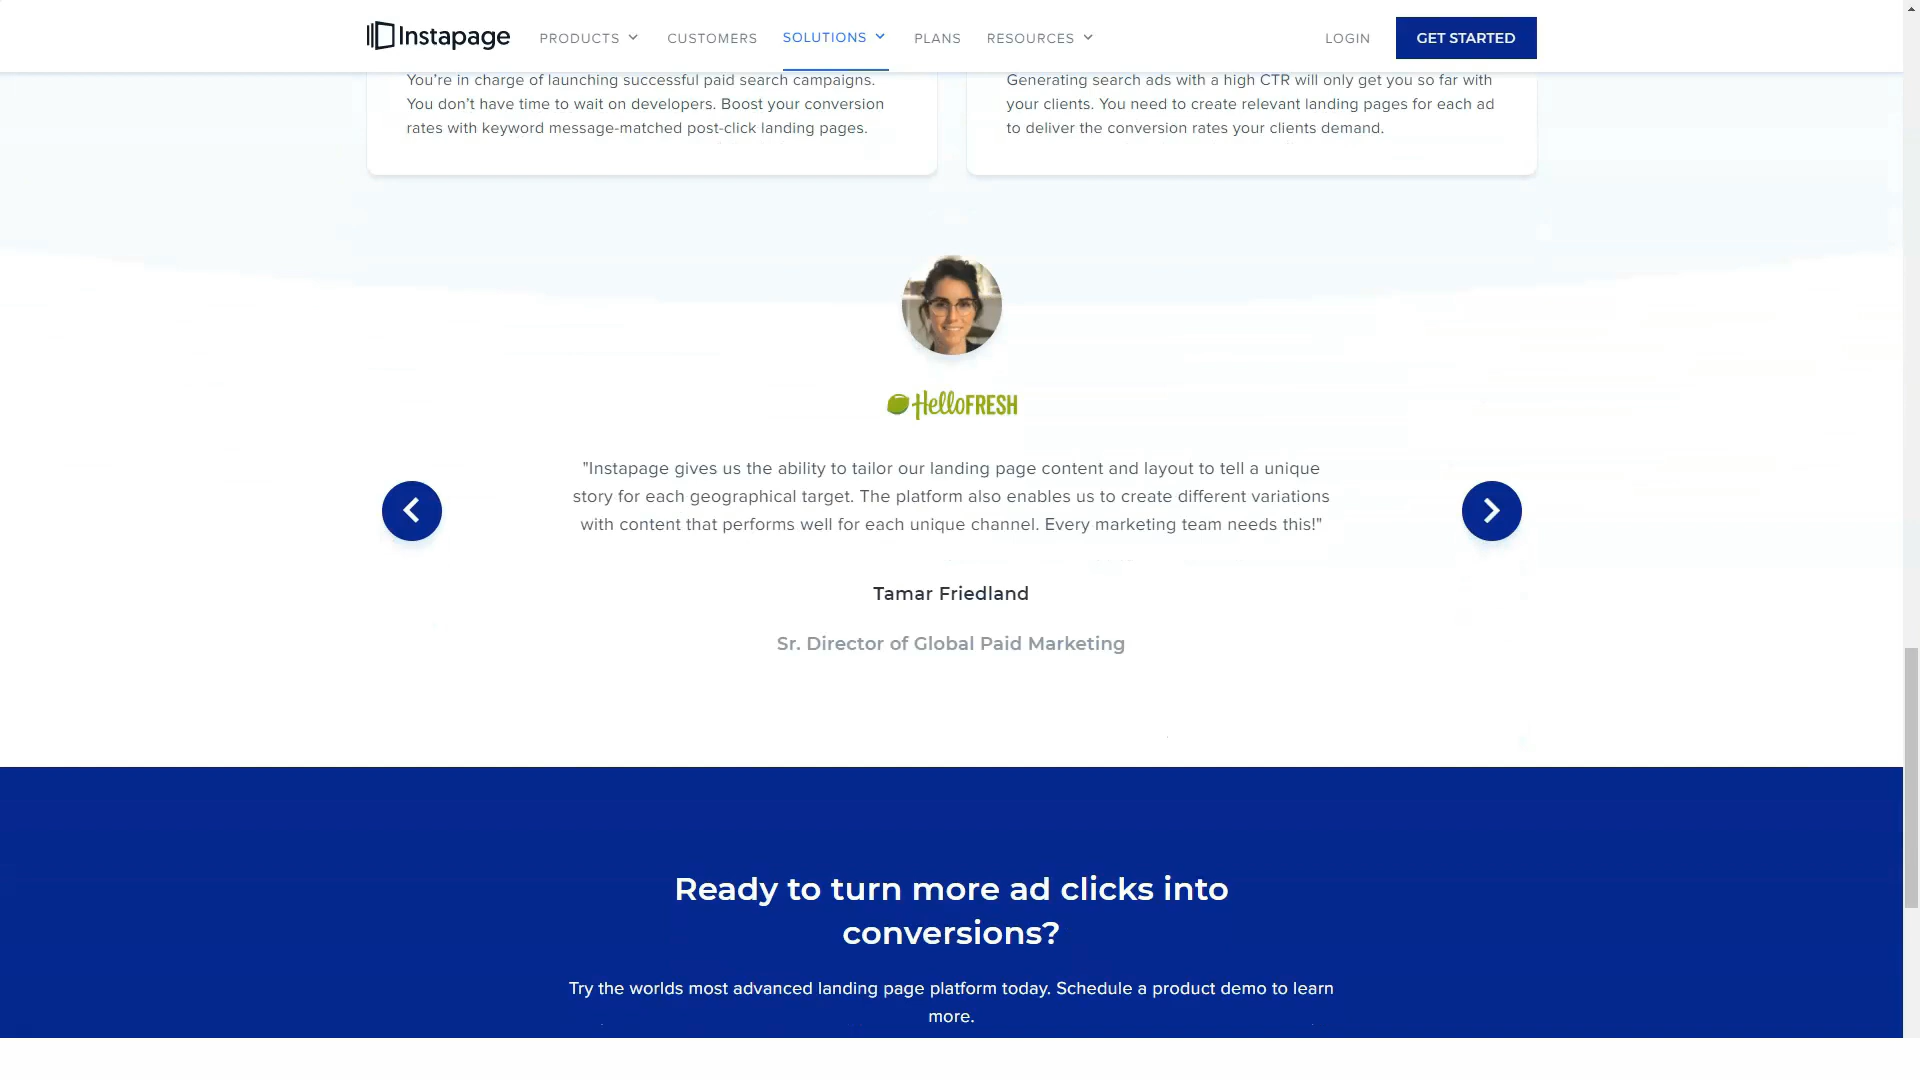 Instapage PRODUCTS CUSTOMERS SOLUTIONS PLANS RESOURCES LOGIN GET STARTED
You’re in charge of launching successful paid search campaigns.
You don’t have time to wait on developers. Boost your conversion
rates with keyword message-matched post-click landing pages.
Generating search ads with a high CTR will only get you so far with
your clients. You need to create relevant landing pages for each ad
to deliver the conversion rates your clients demand.
HelloFRESH
"Instapage gives us the ability to tailor our landing page content and layout to tell a unique
story for each geographical target. The platform also enables us to create different variations
with content that performs well for each unique channel. Every marketing team needs this!"
Tamar Friedland
Sr. Director of Global Paid Marketing
Ready to turn more ad clicks into
conversions?
Try the worlds most advanced landing page platform today. Schedule a product demo to learn
more.